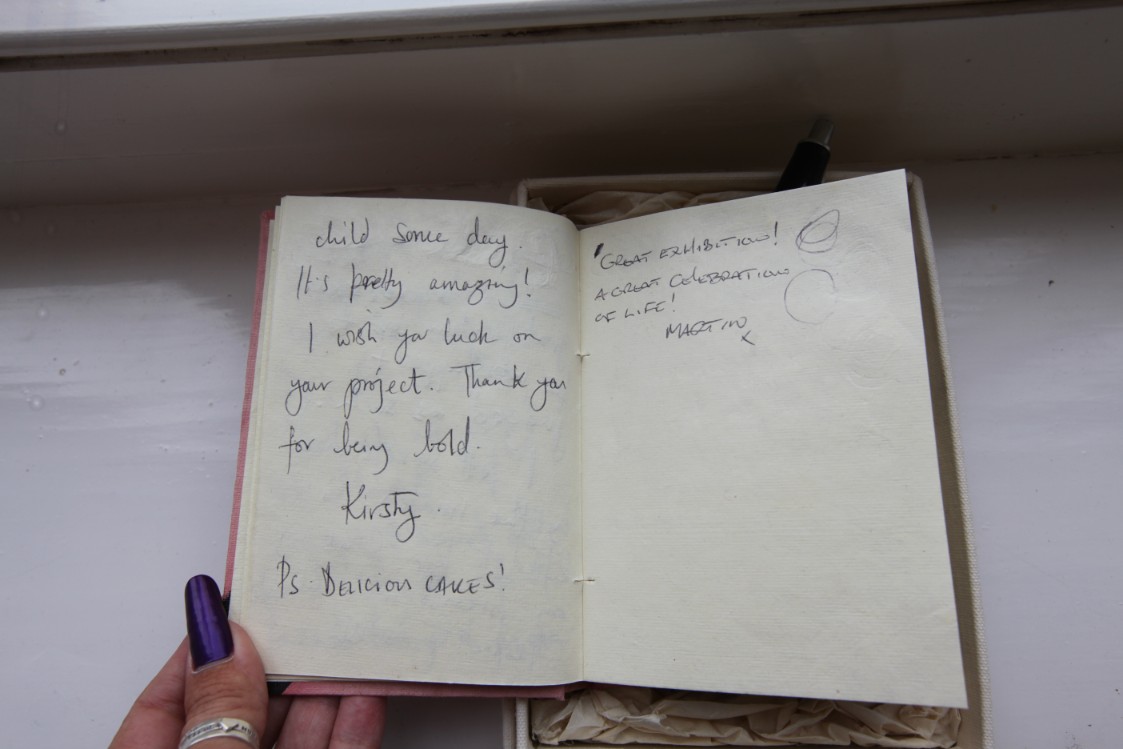 child some day.
It's pretty amazing!
I wish you luck on
your project. Thank you
for being bold.
Kirsty.
Ps. DELICIOUS CAKES!
'GREAT EXHIBITION!
A GREAT CELEBRATION
OF LIFE!
MARTIN
x